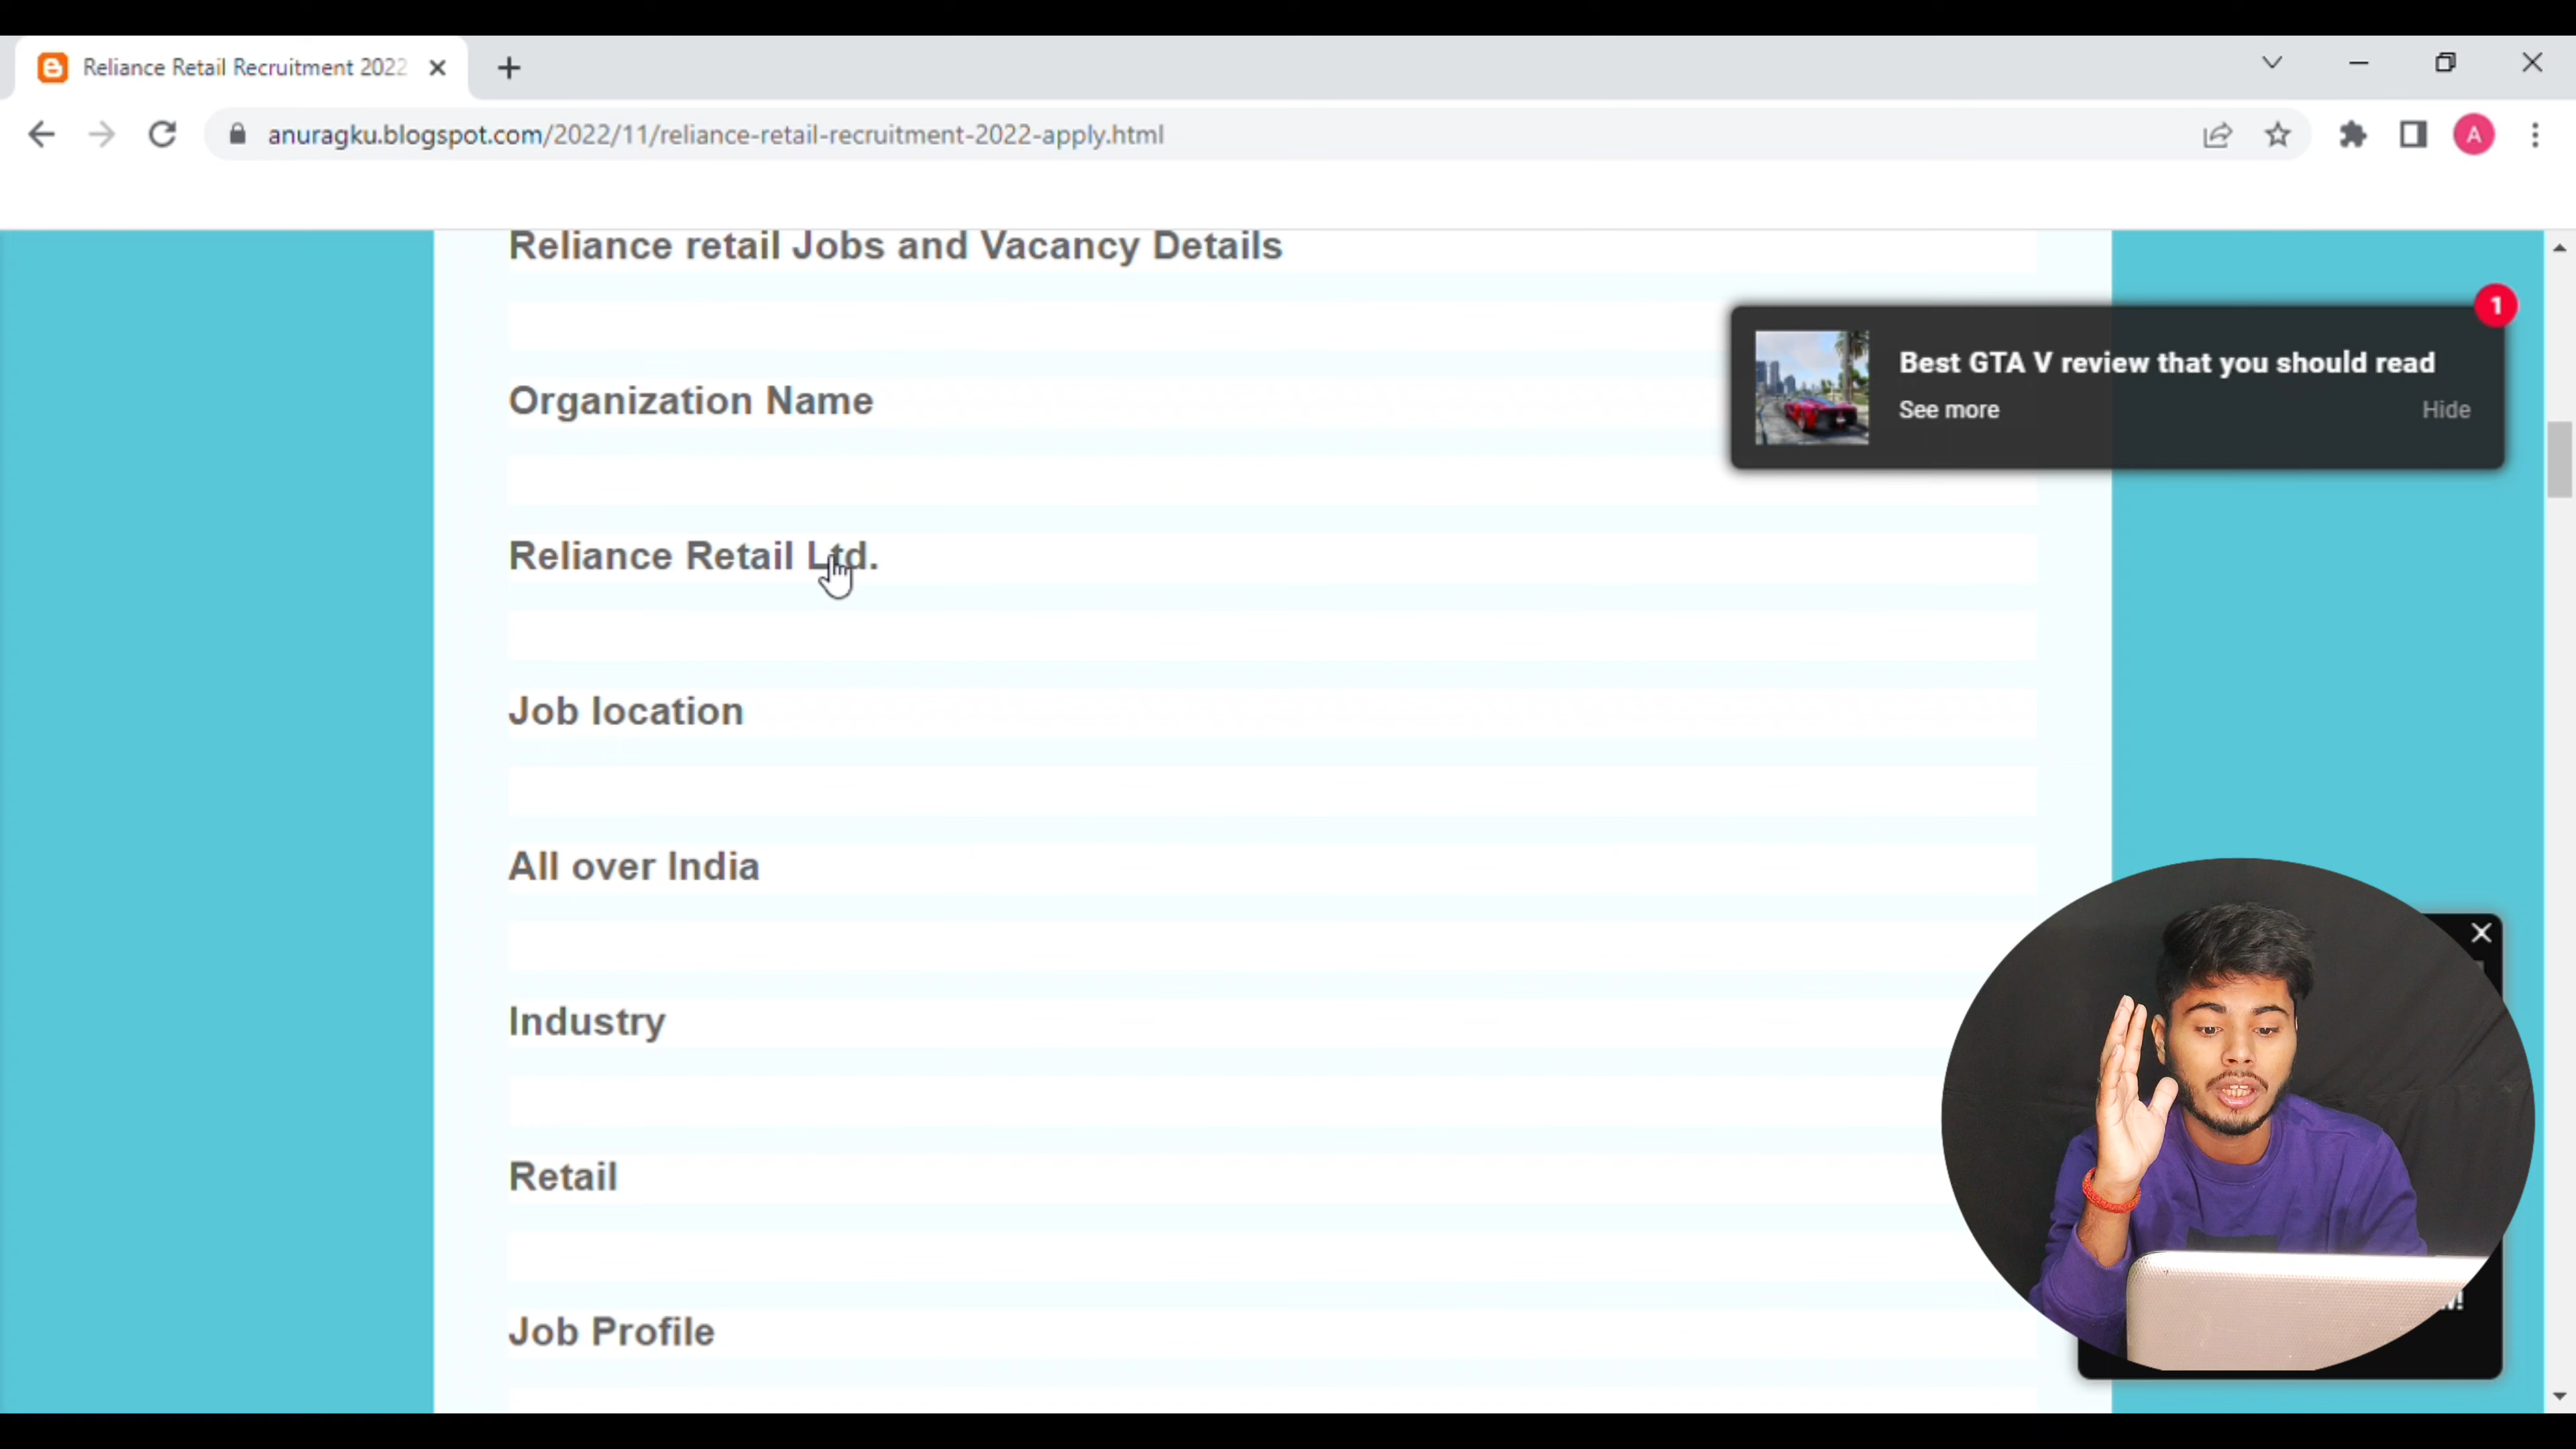 Reliance Retail Recruitment 2022
anuragku.blogspot.com/2022/11/reliance-retail-recruitment-2022-apply.html
A
Reliance retail Jobs and Vacancy Details
1
Best GTA V review that you should read
See more
Hide
Organization Name
Reliance Retail Ltd.
Job location
All over India
Industry
Retail
Job Profile